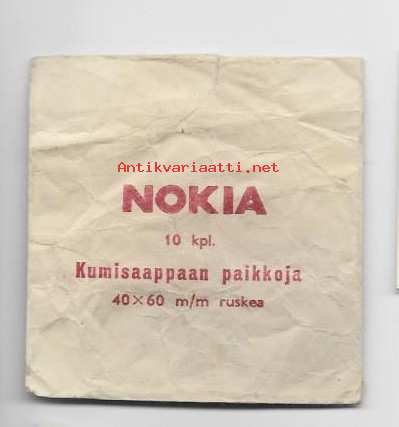 Antikvariaatti.net
NOKIA
10 kpl.
Kumisaappaan paikkoja
40×60 m/m ruskea